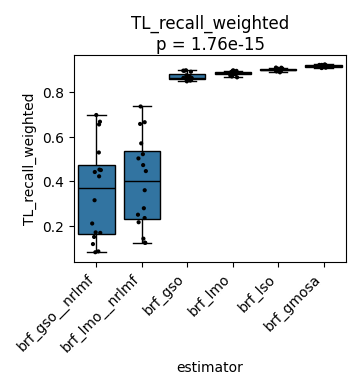 TL_recall_weighted
p = 1.76e-15
TL_recall_weighted
0.8
0.6
0.4
0.2
brf_gso__nrlmf
brf_lmo__nrlmf
brf_gso
brf_lmo
brf_lso
brf_gmosa
estimator